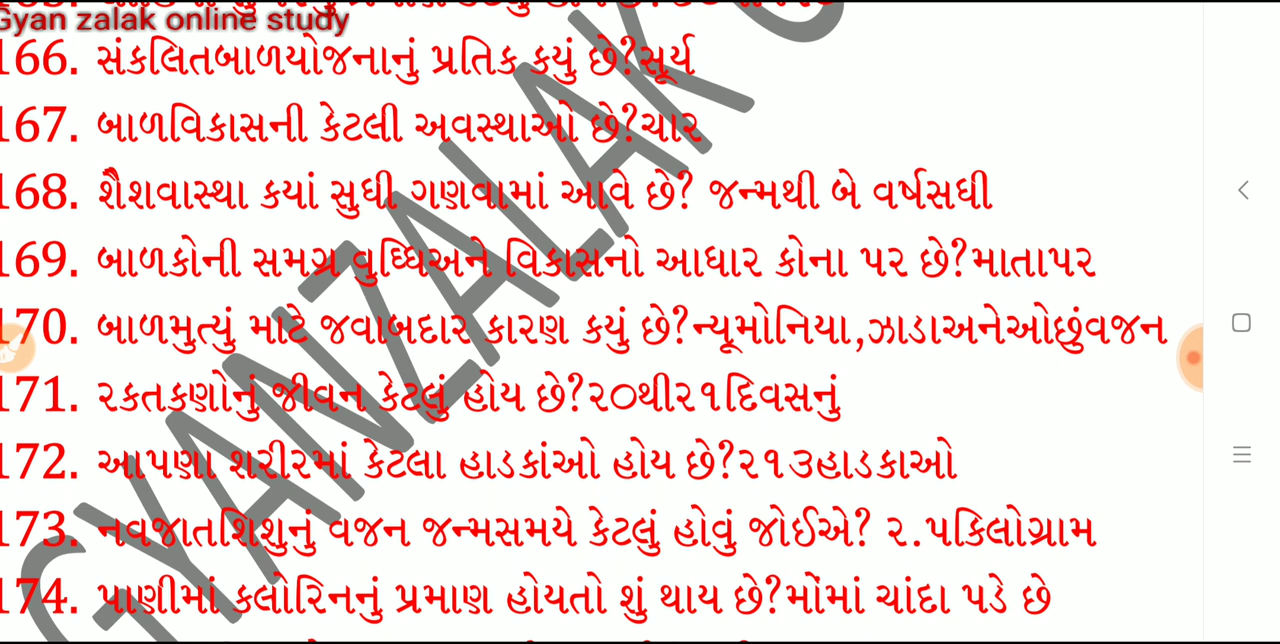 Gyan zalak online study
166. સંકલિતબાળયોજનાનું પ્રતિક કયું છે?સૂર્ય
167. બાળવિકાસની કેટલી અવસ્થાઓ છે?ચાર
168. શૈશવાસ્થા કયાં સુધી ગણવામાં આવે છે? જન્મથી બે વર્ષસધી
169. બાળકોની સમગ્ર વુધ્ધિઅને વિકાસનો આધાર કોના પર છે?માતાપર
170. બાળમુત્યું માટે જવાબદાર કારણ કયું છે?ન્યૂમોનિયા,ઝાડાઅનેઓછુંવજન
171. રકતકણોનું જીવન કેટલું હોય છે?૨૦થી૨૧દિવસનું
172. આપણા શરીરમાં કેટલા હાડકાંઓ હોય છે?૨૧૩હાડકાઓ
173. નવજાતશિશુનું વજન જન્મસમયે કેટલું હોવું જોઈએ? ૨.૫કિલોગ્રામ
174. પાણીમાં કલોરિનનું પ્રમાણ હોયતો શું થાય છે?મોંમાં ચાંદા પડે છે
GYANZALAK